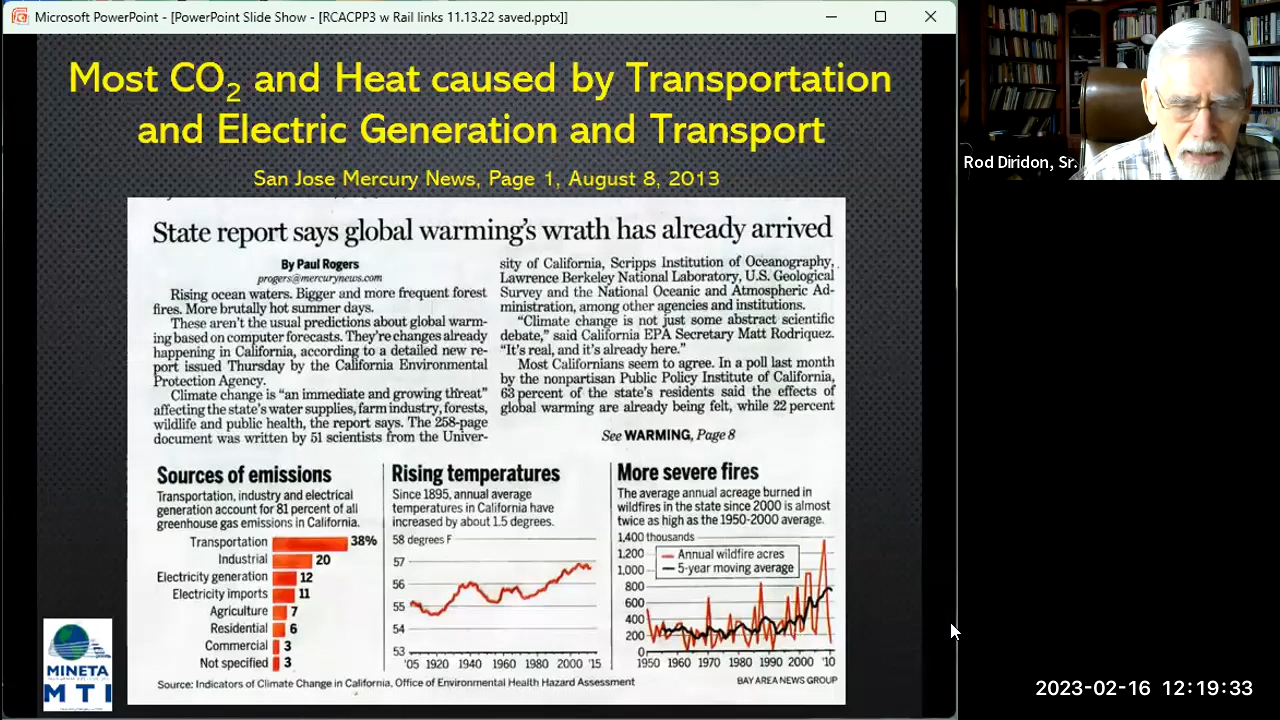 Microsoft PowerPoint - [PowerPoint Slide Show - [RCACPP3 w Rail links 11.13.22 saved.pptx]]
Most CO2 and Heat caused by Transportation
and Electric Generation and Transport
San Jose Mercury News, Page 1, August 8, 2013
State report says global warming's wrath has already arrived
By Paul Rogers
progers@mercurynews.com
Rising ocean waters. Bigger and more frequent forest
fires. More brutally hot summer days.
These aren't the usual predictions about global warm-
ing based on computer forecasts. They're changes already
happening in California, according to a detailed new re-
port issued Thursday by the California Environmental
Protection Agency.
Climate change is "an immediate and growing threat"
affecting the state's water supplies, farm industry, forests,
wildlife and public health, the report says. The 258-page
document was written by 51 scientists from the Univer-
sity of California, Scripps Institution of Oceanography,
Lawrence Berkeley National Laboratory, U.S. Geological
Survey and the National Oceanic and Atmospheric Ad-
ministration, among other agencies and institutions.
"Climate change is not just some abstract scientific
debate," said California EPA Secretary Matt Rodriquez.
"It's real, and it's already here."
Most Californians seem to agree. In a poll last month
by the nonpartisan Public Policy Institute of California,
63 percent of the state's residents said the effects of
global warming are already being felt, while 22 percent
See WARMING, Page 8
Sources of emissions
Transportation, industry and electrical
generation account for 81 percent of all
greenhouse gas emissions in California.
Transportation 38%
Industrial 20
Electricity generation 12
Electricity imports 11
Agriculture 7
Residential 6
Commercial 3
Not specified 3
Rising temperatures
Since 1895, annual average
temperatures in California have
increased by about 1.5 degrees.
58 degrees F
57
56
55
54
53
'05 1920 1940 1960 1980 2000 '15
More severe fires
The average annual acreage burned in
wildfires in the state since 2000 is almost
twice as high as the 1950-2000 average.
1,400 thousands
1,200
1,000
800
600
400
200
0
Annual wildfire acres
5-year moving average
1950 1960 1970 1980 1990 2000 '10
Source: Indicators of Climate Change in California, Office of Environmental Health Hazard Assessment
BAY AREA NEWS GROUP
MINETA
MTI
Rod Diridon, Sr.
2023-02-16 12:19:33